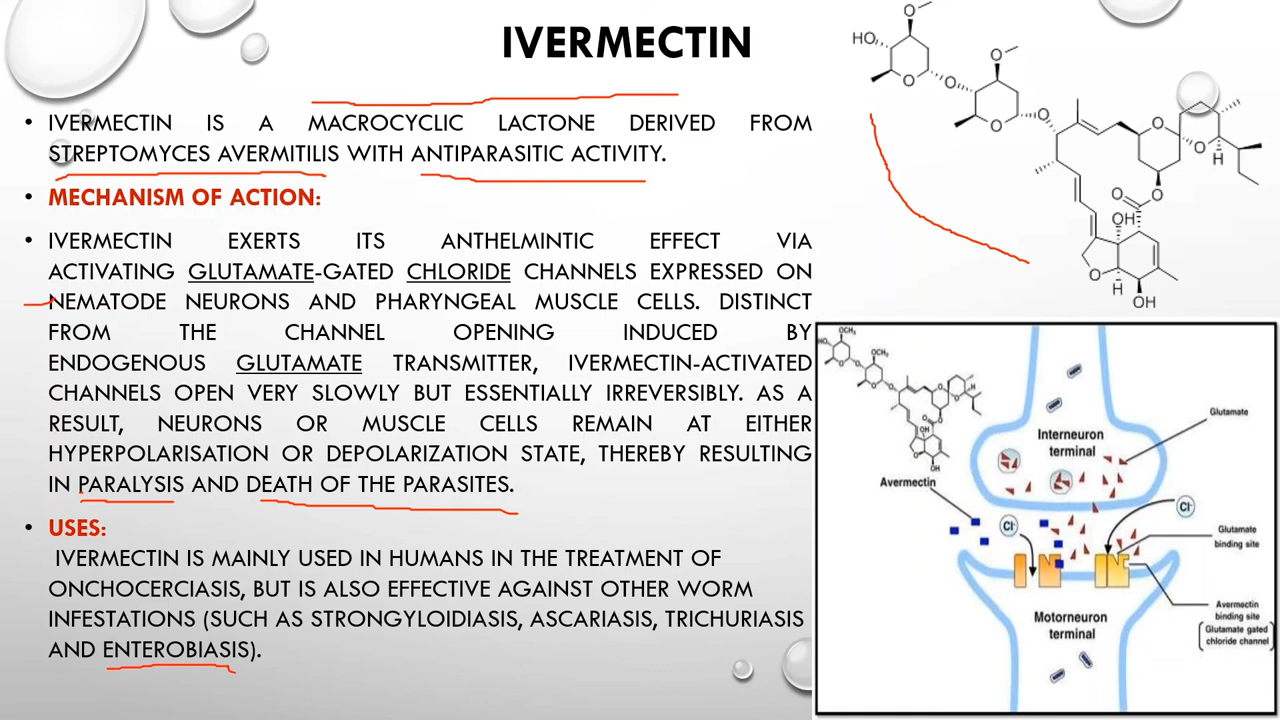 IVERMECTIN
• IVERMECTIN IS A MACROCYCLIC LACTONE DERIVED FROM
STREPTOMYCES AVERMITILIS WITH ANTIPARASITIC ACTIVITY.
• MECHANISM OF ACTION:
• IVERMECTIN EXERTS ITS ANTHELMINTIC EFFECT VIA
ACTIVATING GLUTAMATE-GATED CHLORIDE CHANNELS EXPRESSED ON
NEMATODE NEURONS AND PHARYNGEAL MUSCLE CELLS. DISTINCT
FROM THE CHANNEL OPENING INDUCED BY
ENDOGENOUS GLUTAMATE TRANSMITTER, IVERMECTIN-ACTIVATED
CHANNELS OPEN VERY SLOWLY BUT ESSENTIALLY IRREVERSIBLY. AS A
RESULT, NEURONS OR MUSCLE CELLS REMAIN AT EITHER
HYPERPOLARISATION OR DEPOLARIZATION STATE, THEREBY RESULTING
IN PARALYSIS AND DEATH OF THE PARASITES.
• USES:
IVERMECTIN IS MAINLY USED IN HUMANS IN THE TREATMENT OF
ONCHOCERCIASIS, BUT IS ALSO EFFECTIVE AGAINST OTHER WORM
INFESTATIONS (SUCH AS STRONGYLOIDIASIS, ASCARIASIS, TRICHURIASIS
AND ENTEROBIASIS).
O
HO
O
O
O
O
O
O
O
O
H
O
O
OH
O
H
OH
OCH3
HO
OCH3
OH
OH
Glutamate
Interneuron
terminal
Avermectin
Cl-
Cl-
Glutamate
binding site
Avermectin
binding site
Glutamate gated
chloride channel
Motorneuron
terminal